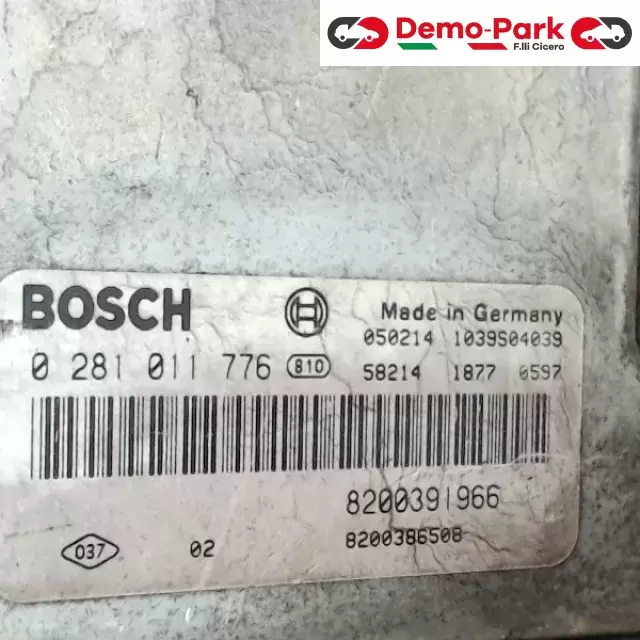 Demo-Park
F.lli Cicero
BOSCH
Made in Germany
050214 1039S04039
0 281 011 776 810
58214 1877 0597
8200391966
037 02 8200386508